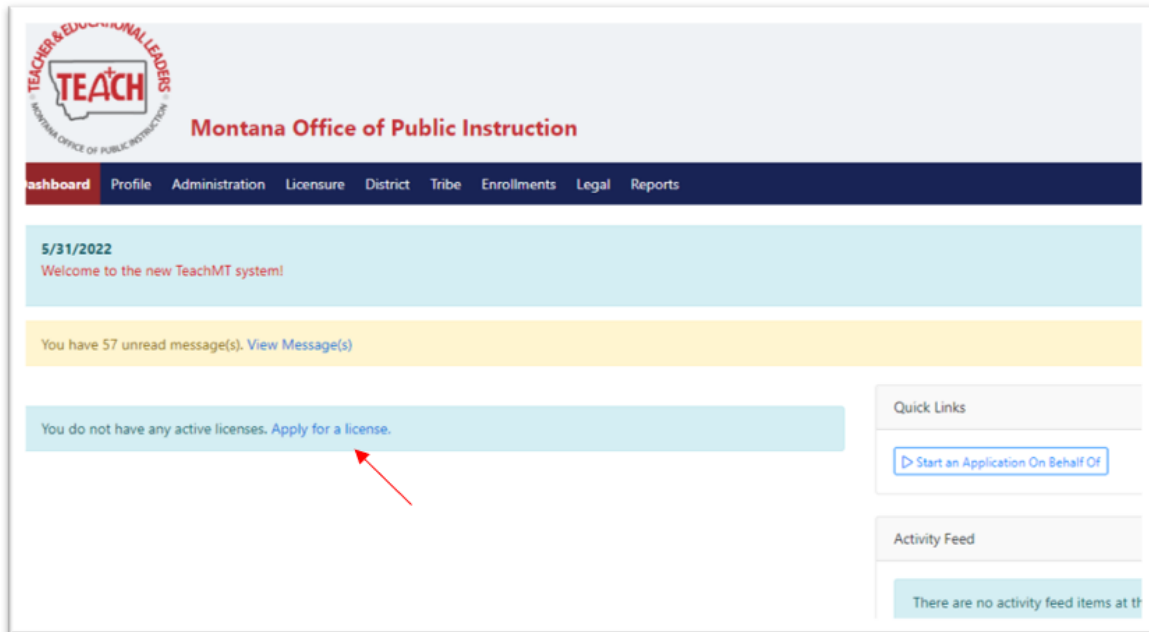 TEACHER & EDUCATIONAL LEADERS
TEACH
MONTANA OFFICE OF PUBLIC INSTRUCTION
Montana Office of Public Instruction
Dashboard Profile Administration Licensure District Tribe Enrollments Legal Reports
5/31/2022
Welcome to the new TeachMT system!
You have 57 unread message(s). View Message(s)
You do not have any active licenses. Apply for a license.
Quick Links
Start an Application On Behalf Of
Activity Feed
There are no activity feed items at th